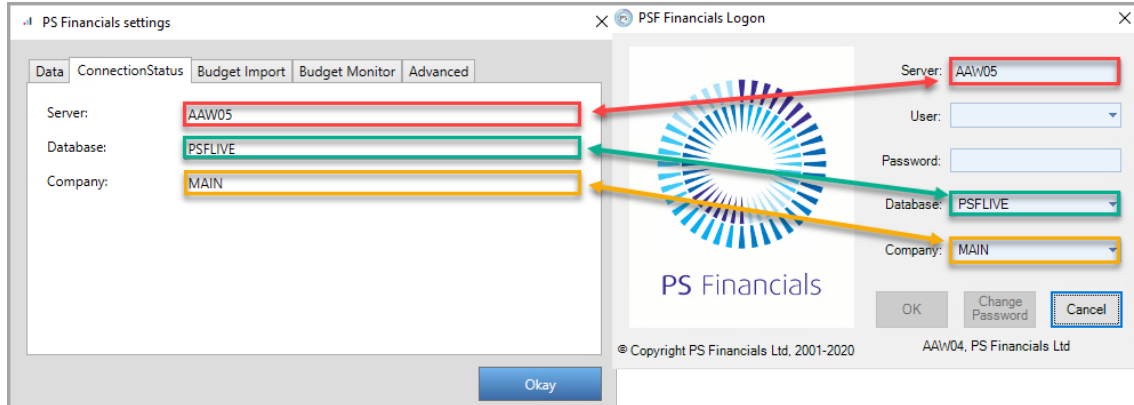 PS Financials settings
Data ConnectionStatus Budget Import Budget Monitor Advanced
Server: AAW05
Database: PSFLIVE
Company: MAIN
Okay
PSF Financials Logon
Server: AAW05
User:
Password:
Database: PSFLIVE
Company: MAIN
PS Financials
OK Change Password Cancel
© Copyright PS Financials Ltd, 2001-2020
AAW04, PS Financials Ltd